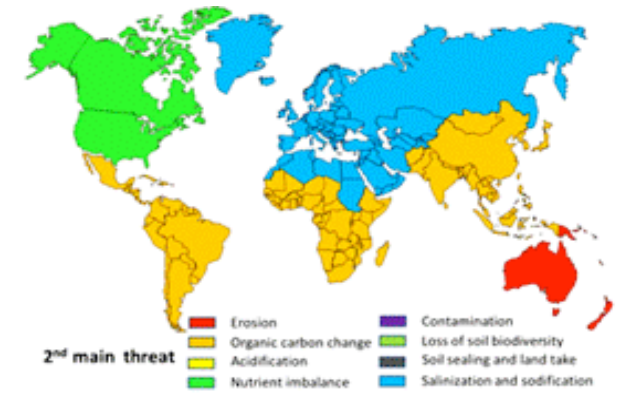 2nd main threat
Erosion
Organic carbon change
Acidification
Nutrient imbalance
Contamination
Loss of soil biodiversity
Soil sealing and land take
Salinization and sodification